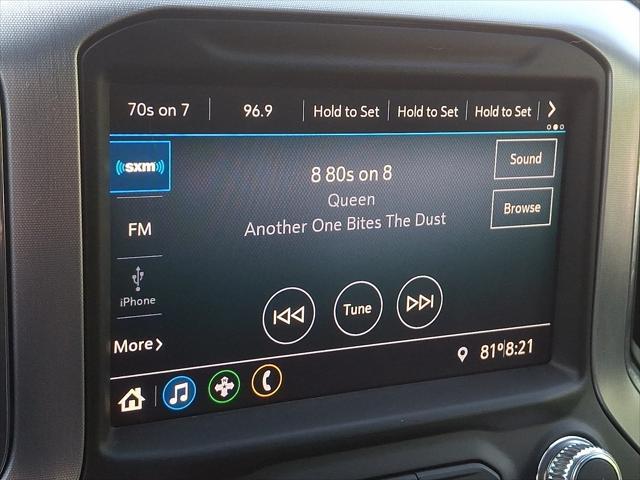 70s on 7 96.9 Hold to Set Hold to Set Hold to Set
sxm
8 80s on 8
Sound
Queen
Browse
FM
Another One Bites The Dust
iPhone
Tune
More
81° 8:21